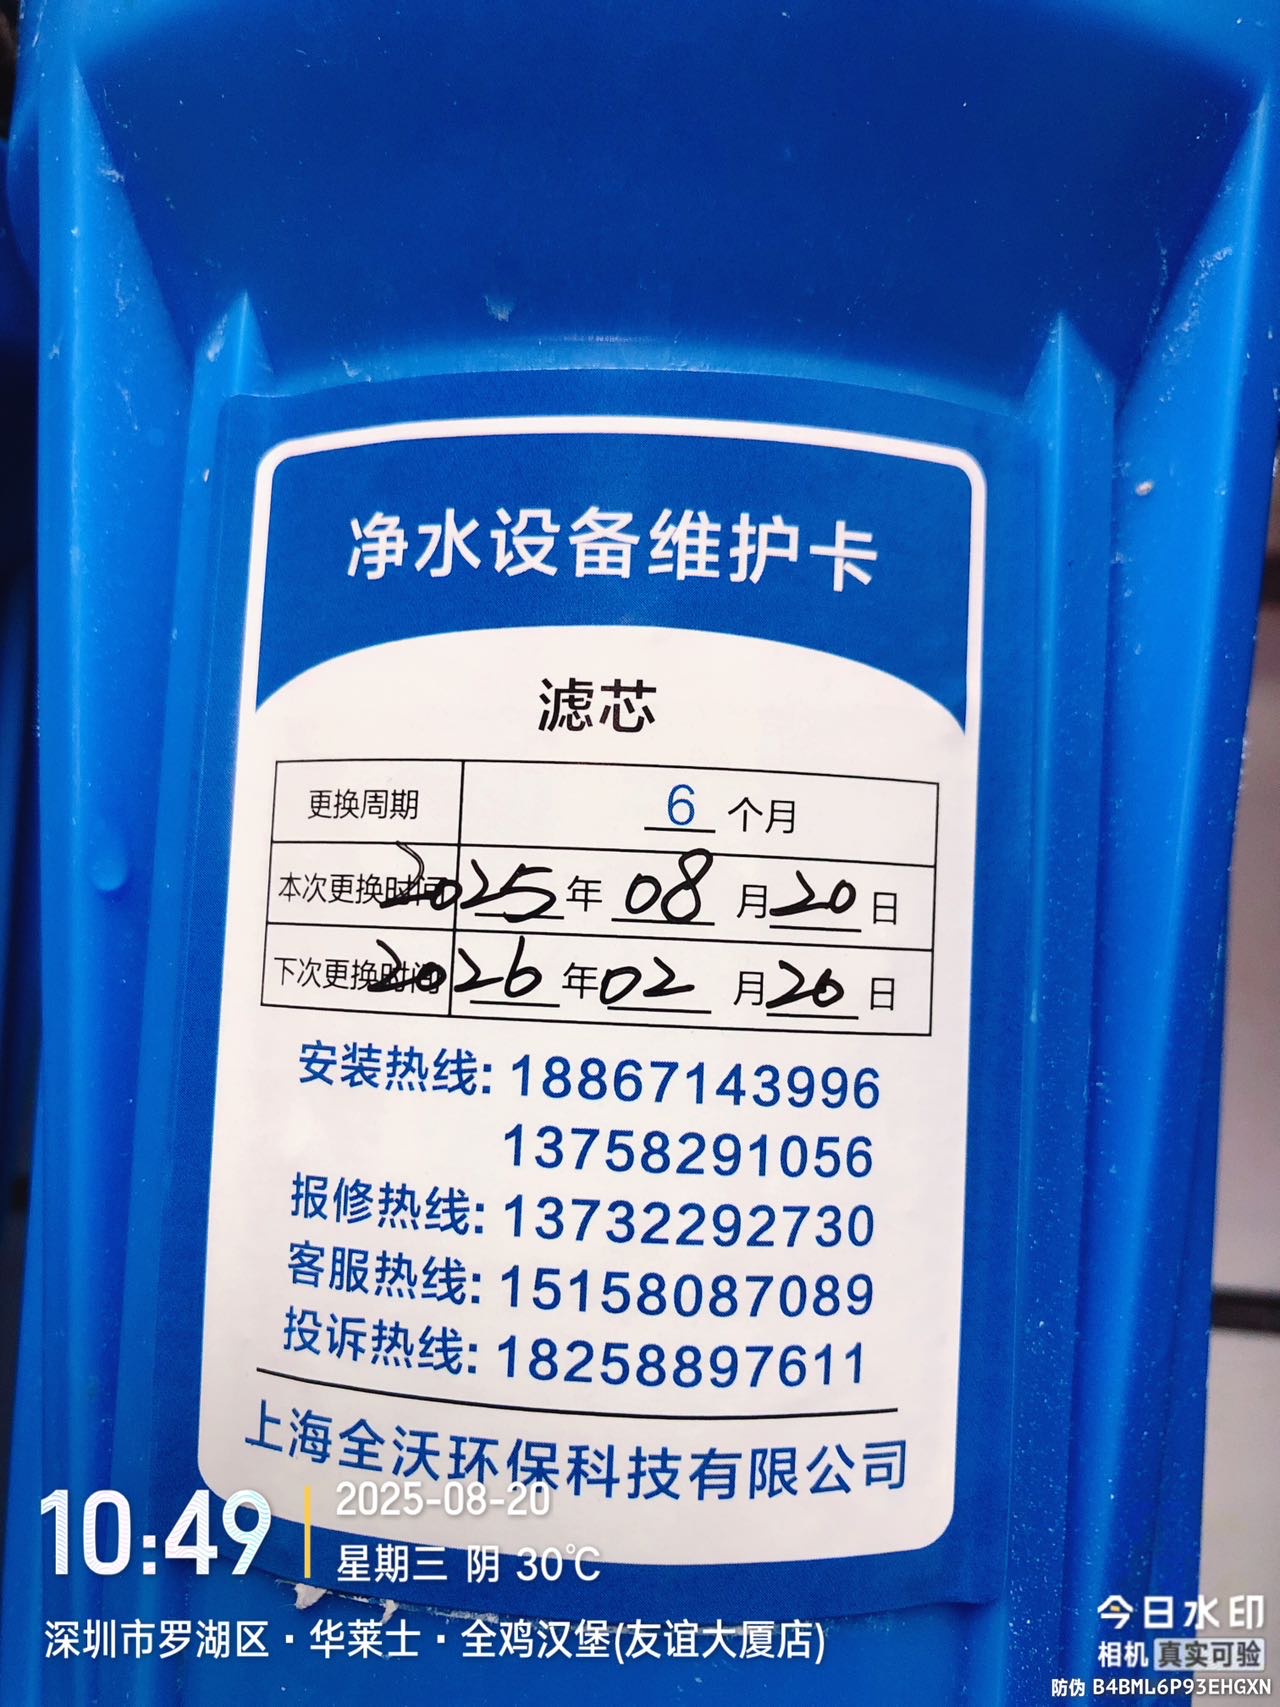 净水设备维护卡
滤芯
更换周期 6 个月
本次更换时间 2025 年 08 月 20 日
下次更换时间 2026 年 02 月 20 日
安装热线: 18867143996
13758291056
报修热线: 13732292730
客服热线: 15158087089
投诉热线: 18258897611
上海全沃环保科技有限公司
10:49
2025-08-20
星期三 阴 30℃
深圳市罗湖区·华莱士·全鸡汉堡(友谊大厦店)
今日水印
相机 真实可验
防伪 B4BML6P93EHGXN